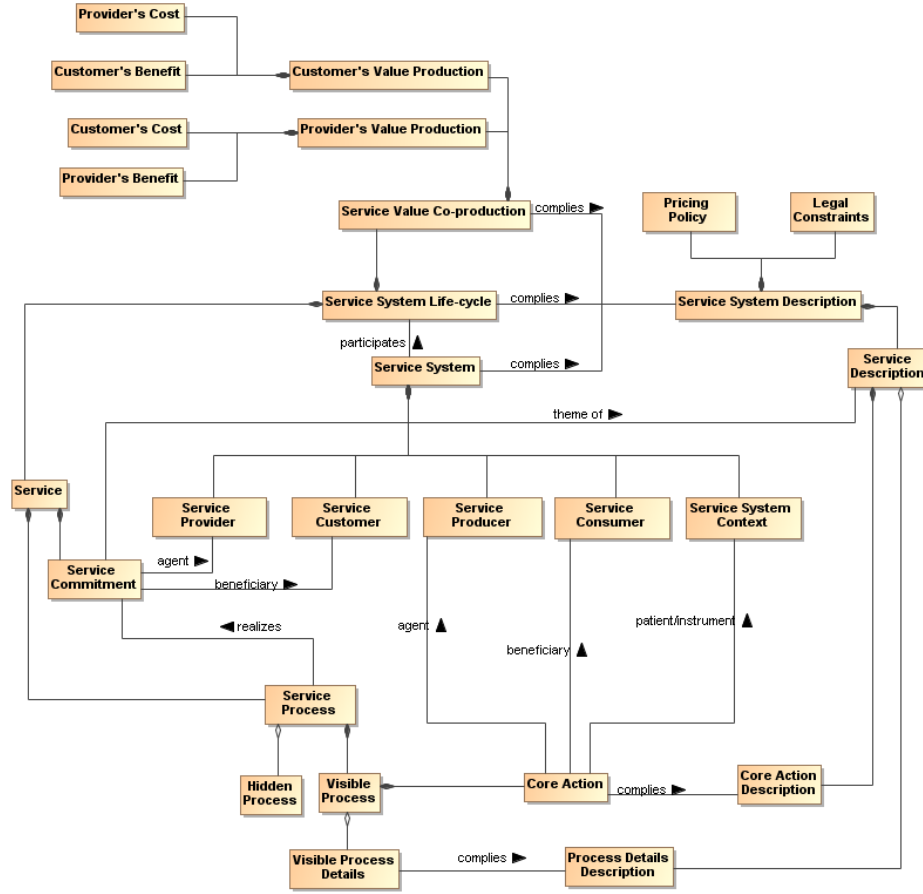 Provider's Cost
Customer's Benefit
Customer's Value Production
Customer's Cost
Provider's Value Production
Provider's Benefit
Service Value Co-production
complies
Pricing
Policy
Legal
Constraints
Service System Life-cycle
complies
Service System Description
participates
Service System
complies
Service
Description
theme of
Service
Service
Provider
Service
Customer
Service
Producer
Service
Consumer
Service System
Context
Service
Commitment
agent
beneficiary
realizes
agent
beneficiary
patient/instrument
Service
Process
Hidden
Process
Visible
Process
Core Action
complies
Core Action
Description
Visible Process
Details
complies
Process Details
Description